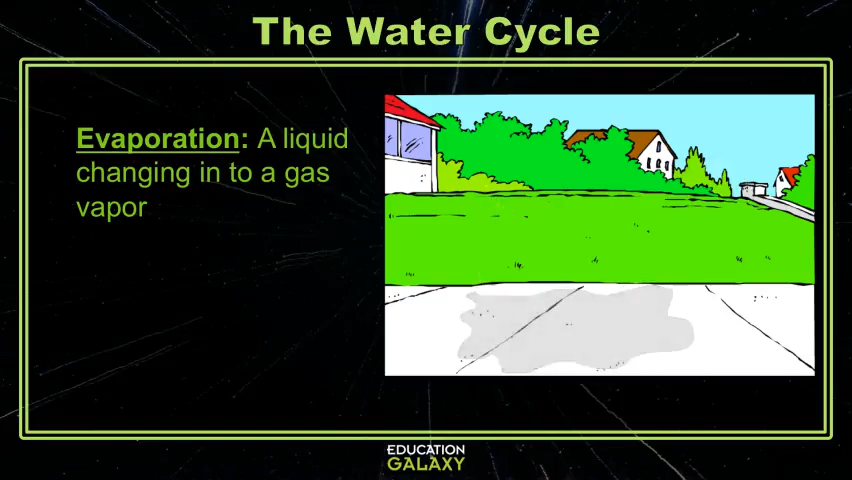 The Water Cycle
Evaporation: A liquid
changing in to a gas
vapor
EDUCATION
GALAXY